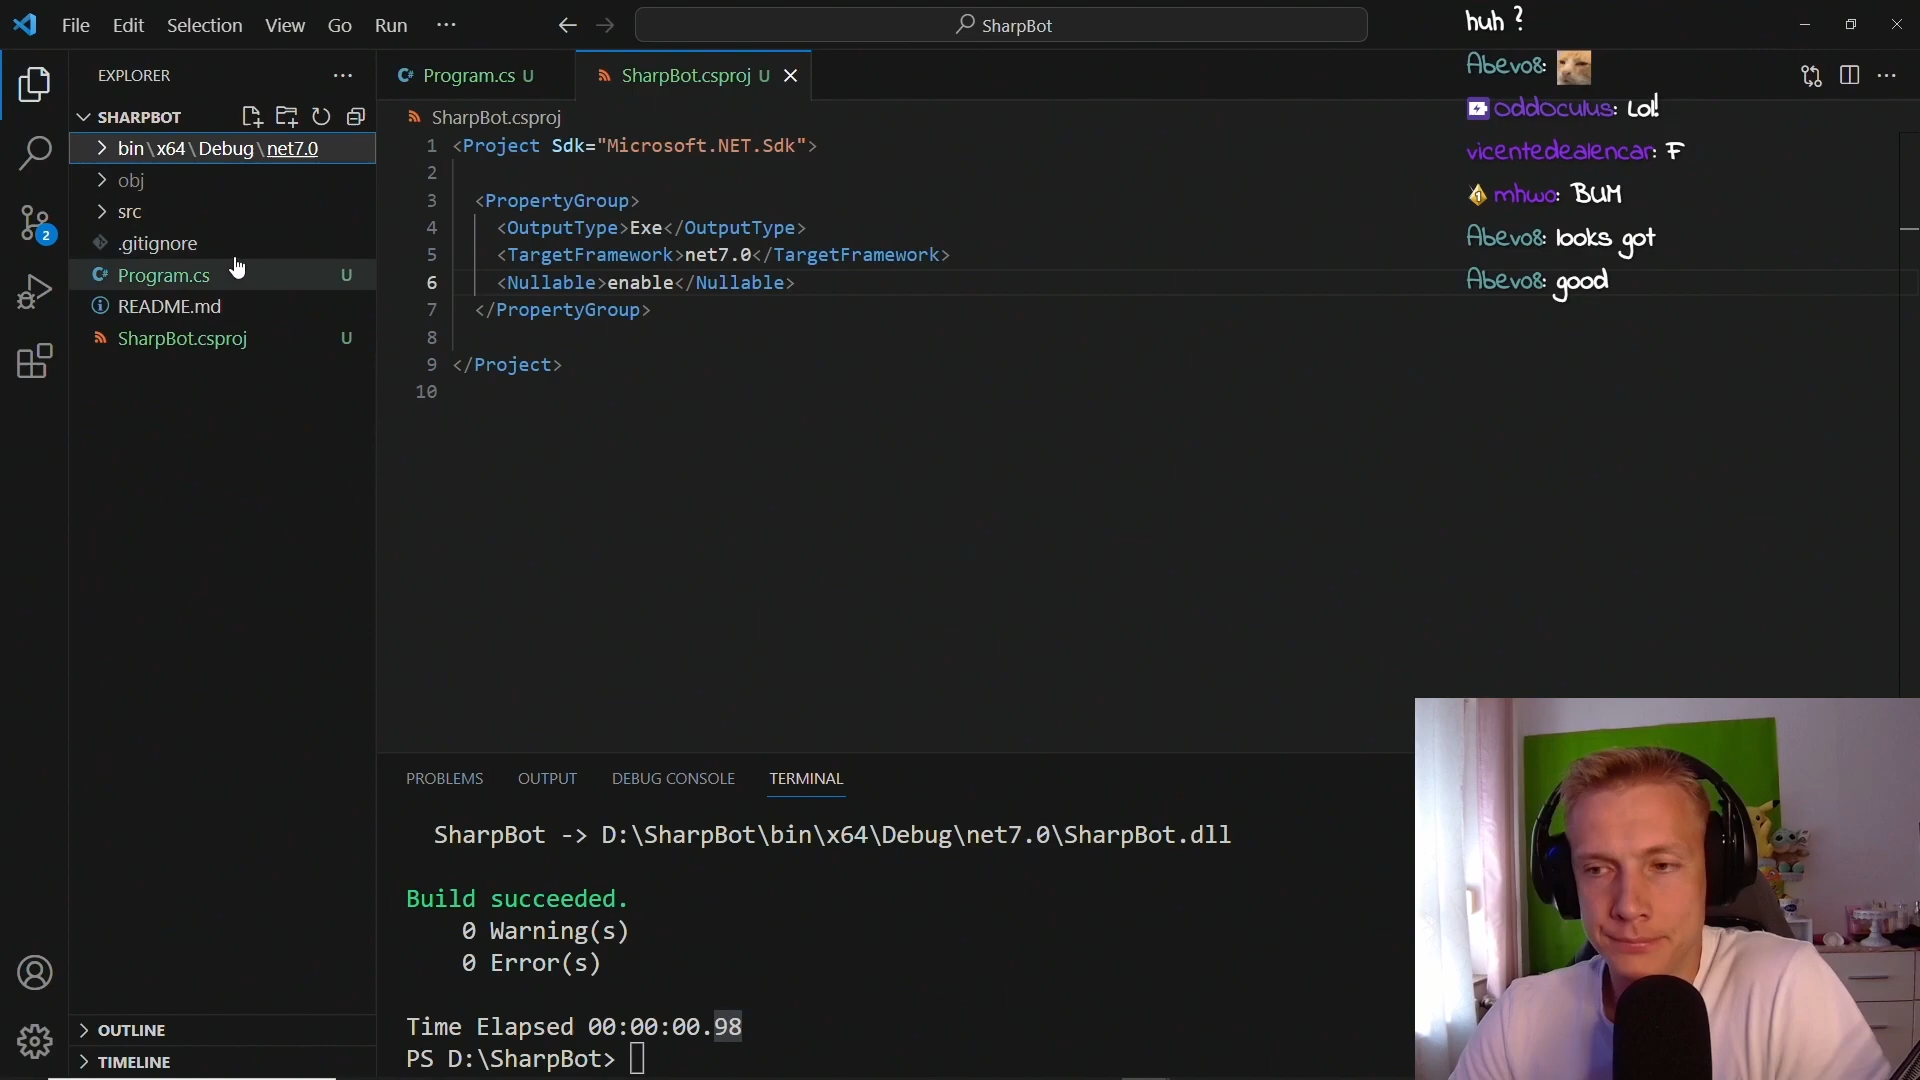 File Edit Selection View Go Run ···
SharpBot
EXPLORER
SHARPBOT
bin\x64\Debug\net7.0
obj
src
.gitignore
Program.cs U
README.md
SharpBot.csproj U
OUTLINE
TIMELINE
2
Program.cs U
SharpBot.csproj U
SharpBot.csproj
1 <Project Sdk="Microsoft.NET.Sdk">
2
3 <PropertyGroup>
4 <OutputType>Exe</OutputType>
5 <TargetFramework>net7.0</TargetFramework>
6 <Nullable>enable</Nullable>
7 </PropertyGroup>
8
9 </Project>
10
PROBLEMS OUTPUT DEBUG CONSOLE TERMINAL
SharpBot -> D:\SharpBot\bin\x64\Debug\net7.0\SharpBot.dll
Build succeeded.
0 Warning(s)
0 Error(s)
Time Elapsed 00:00:00.98
PS D:\SharpBot>
huh ?
Abevo8:
oddoculus: Lol!
vicentedealencar: F
1 mhwo: BUM
Abevo8: looks got
Abevo8: good